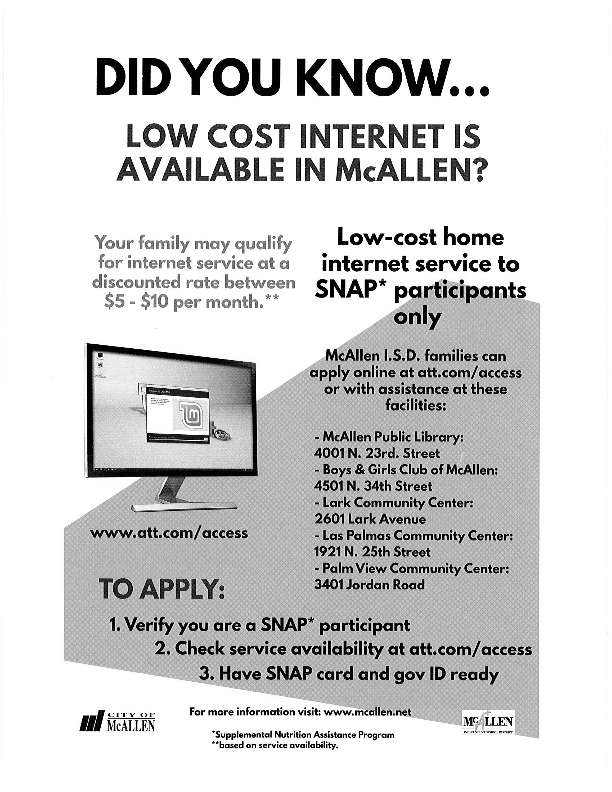 DID YOU KNOW...
LOW COST INTERNET IS
AVAILABLE IN McALLEN?
Your family may qualify
for internet service at a
discounted rate between
$5 - $10 per month.**
Low-cost home
internet service to
SNAP* participants
only
McAllen I.S.D. families can
apply online at att.com/access
or with assistance at these
facilities:
- McAllen Public Library:
4001 N. 23rd. Street
- Boys & Girls Club of McAllen:
4501 N. 34th Street
- Lark Community Center:
2601 Lark Avenue
- Las Palmas Community Center:
1921 N. 25th Street
- Palm View Community Center:
3401 Jordan Road
www.att.com/access
TO APPLY:
1. Verify you are a SNAP* participant
2. Check service availability at att.com/access
3. Have SNAP card and gov ID ready
CITY OF
McALLEN
For more information visit: www.mcallen.net
*Supplemental Nutrition Assistance Program
**based on service availability.
McALLEN